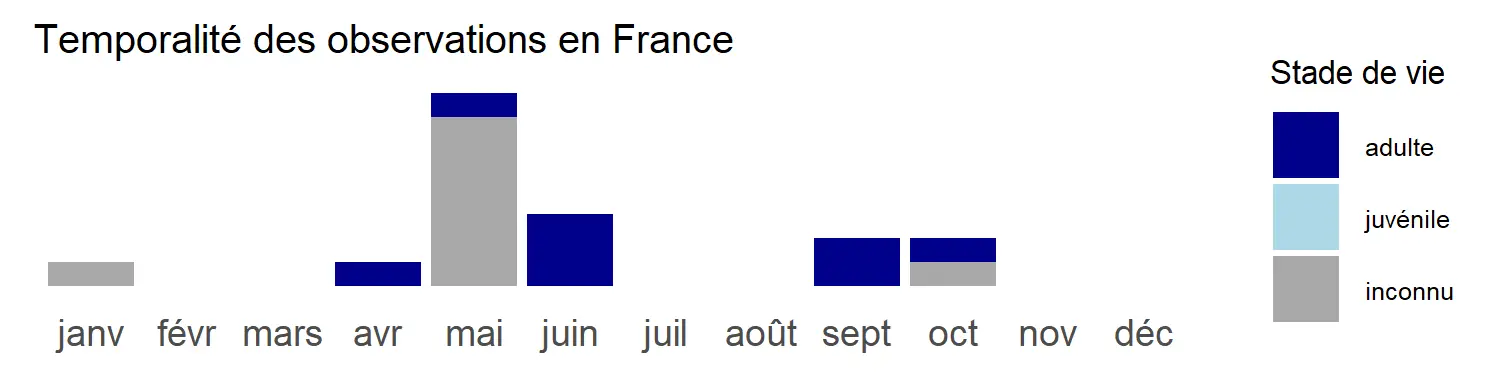 Temporalité des observations en France
Stade de vie
adulte
juvénile
inconnu
janv févr mars avr mai juin juil août sept oct nov déc